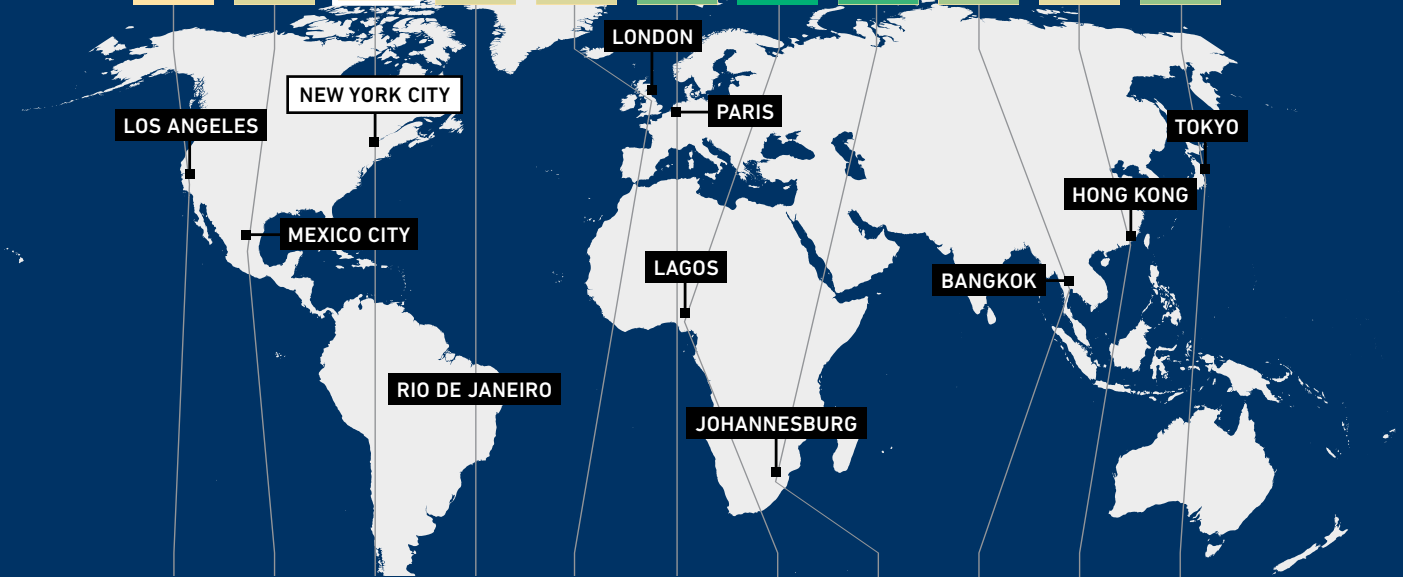 LONDON
NEW YORK CITY
PARIS
LOS ANGELES
TOKYO
HONG KONG
MEXICO CITY
LAGOS
BANGKOK
RIO DE JANEIRO
JOHANNESBURG